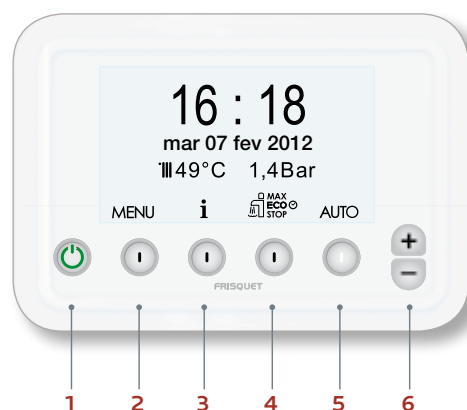 16 : 18
mar 07 fev 2012
49°C 1,4Bar
MENU i MAX ECO STOP AUTO
+
−
FRISQUET
1 2 3 4 5 6